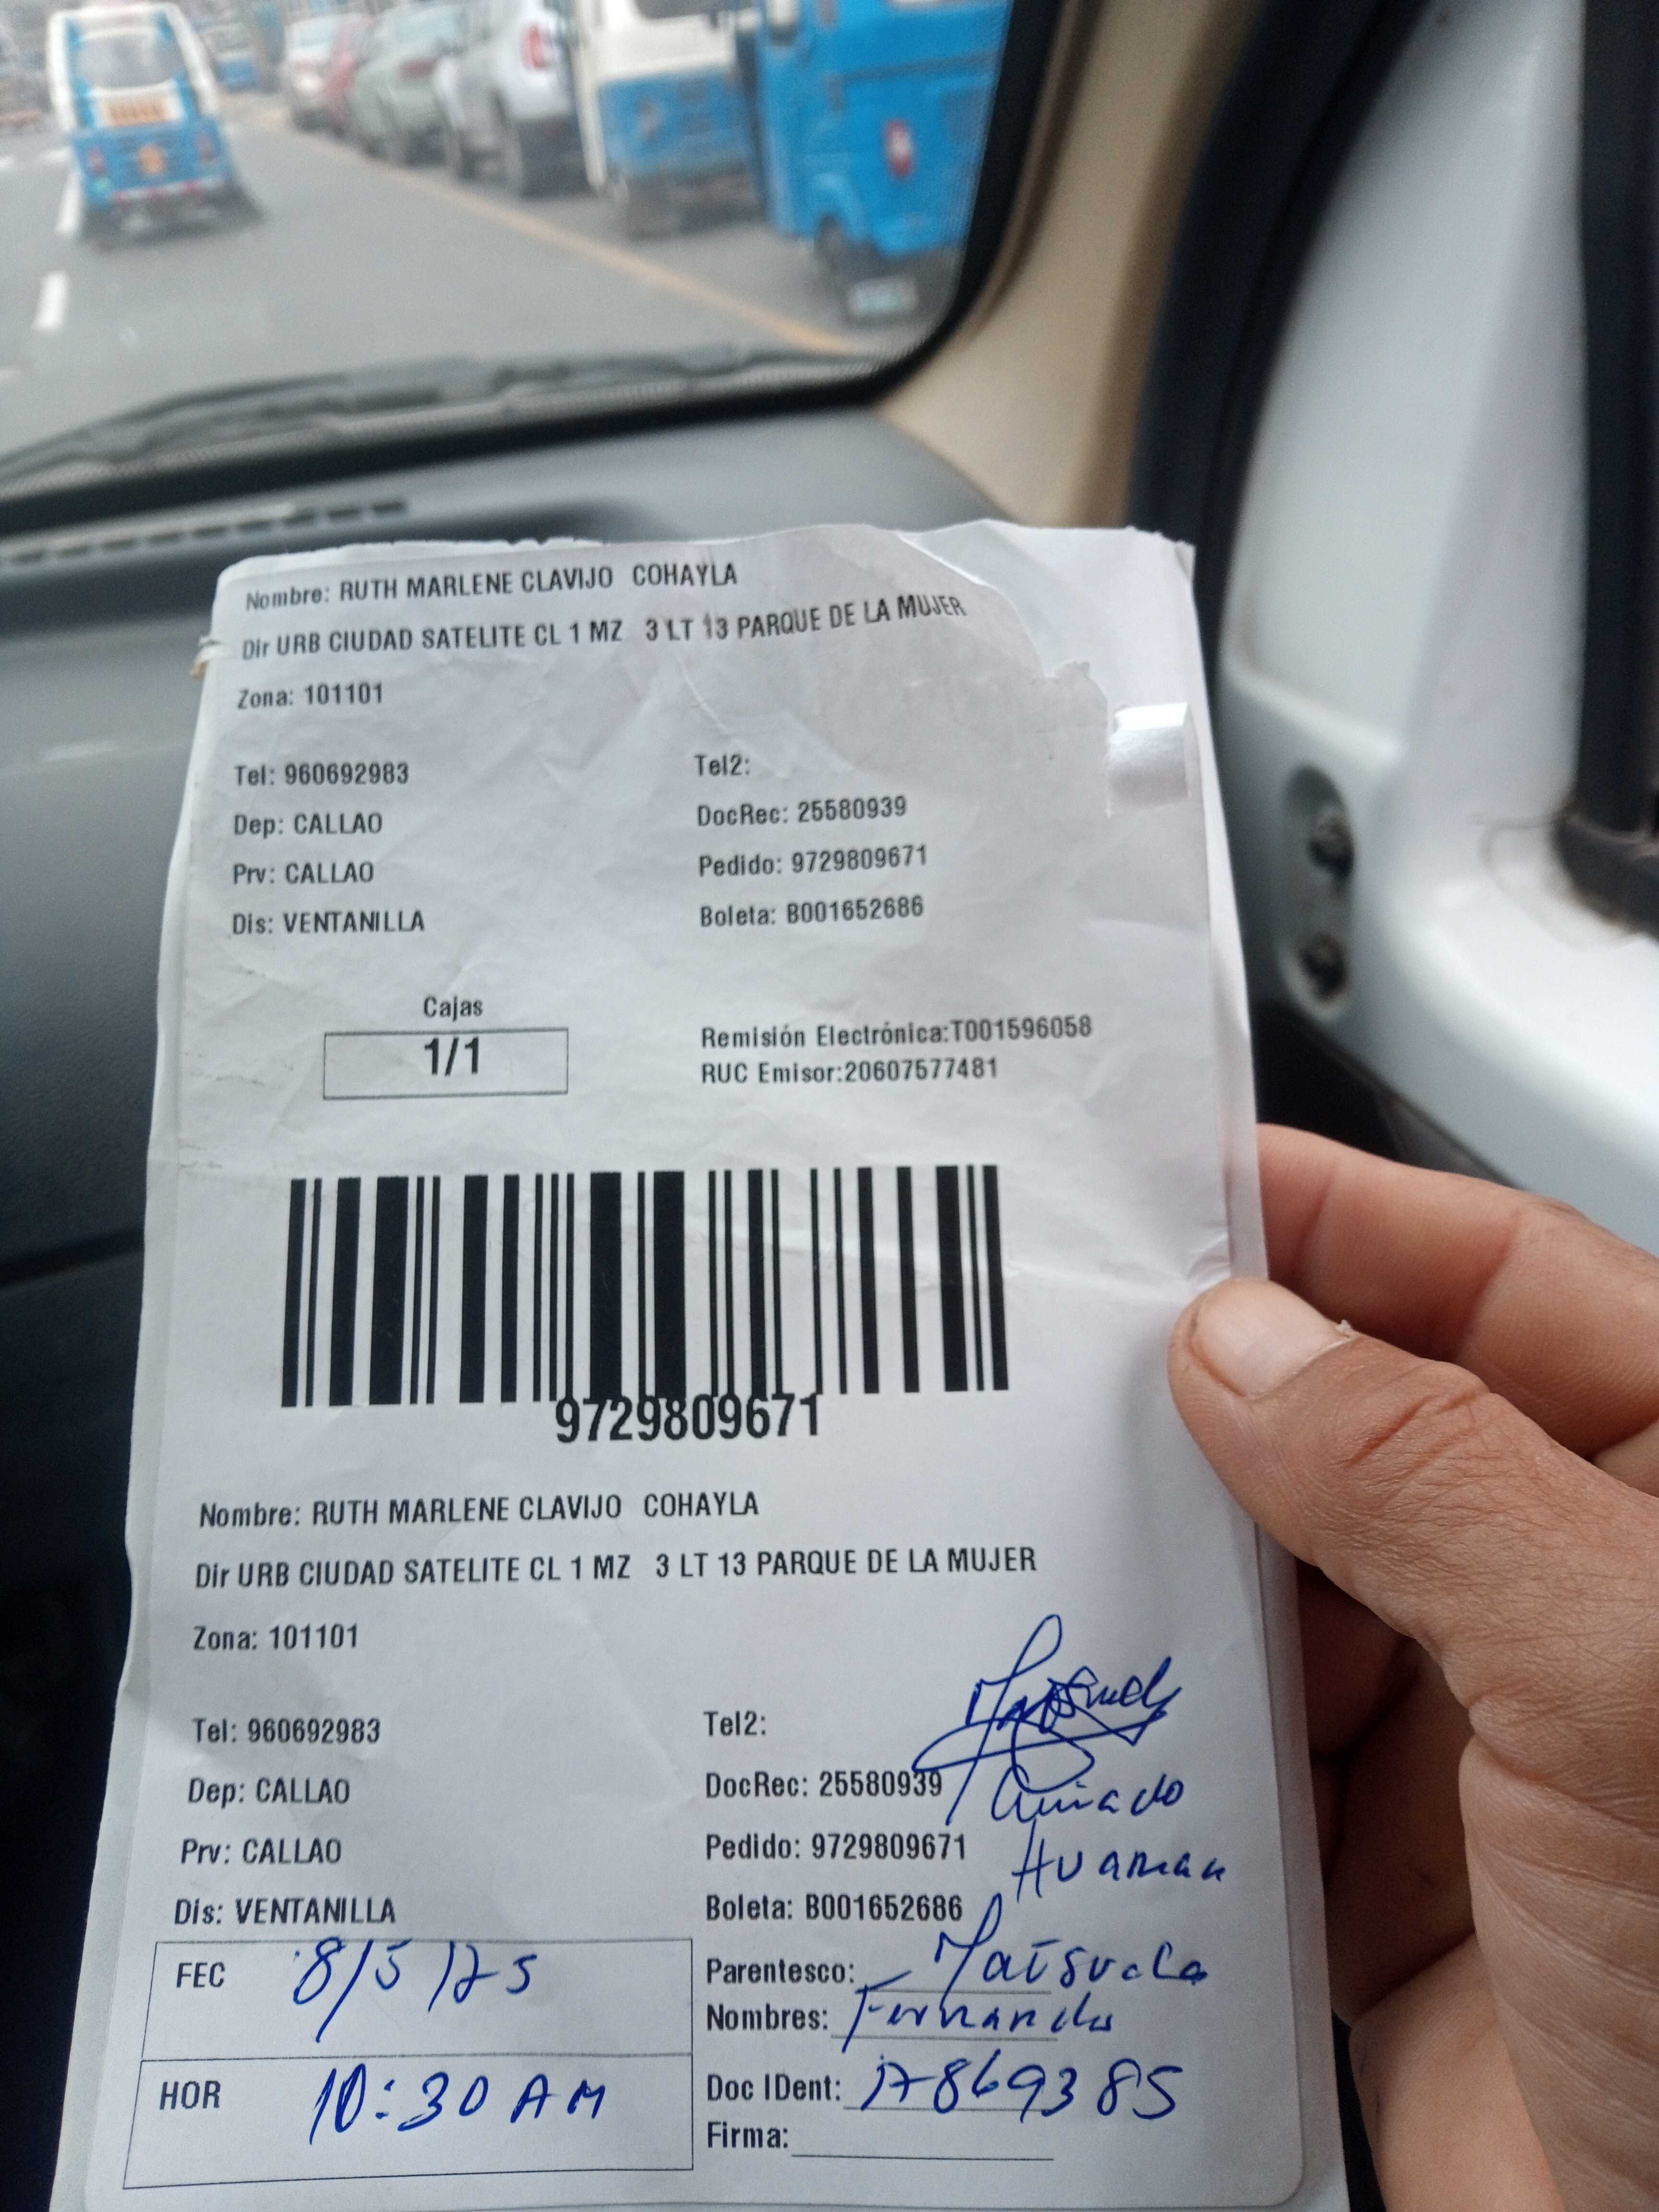 Nombre: RUTH MARLENE CLAVIJO COHAYLA
Dir URB CIUDAD SATELITE CL 1 MZ 3 LT 13 PARQUE DE LA MUJER
Zona: 101101
Tel: 960692983 Tel2:
Dep: CALLAO DocRec: 25580939
Prv: CALLAO Pedido: 9729809671
Dis: VENTANILLA Boleta: B001652686
Cajas
1/1
Remisión Electrónica:T001596058
RUC Emisor:20607577481
9729809671
Nombre: RUTH MARLENE CLAVIJO COHAYLA
Dir URB CIUDAD SATELITE CL 1 MZ 3 LT 13 PARQUE DE LA MUJER
Zona: 101101
Tel: 960692983 Tel2:
Dep: CALLAO DocRec: 25580939
Prv: CALLAO Pedido: 9729809671
Huaman
Dis: VENTANILLA Boleta: B001652686
FEC 8/5/25
Parentesco:
Nombres: Fernando
HOR 10:30 AM
Doc IDent: 17869385
Firma: